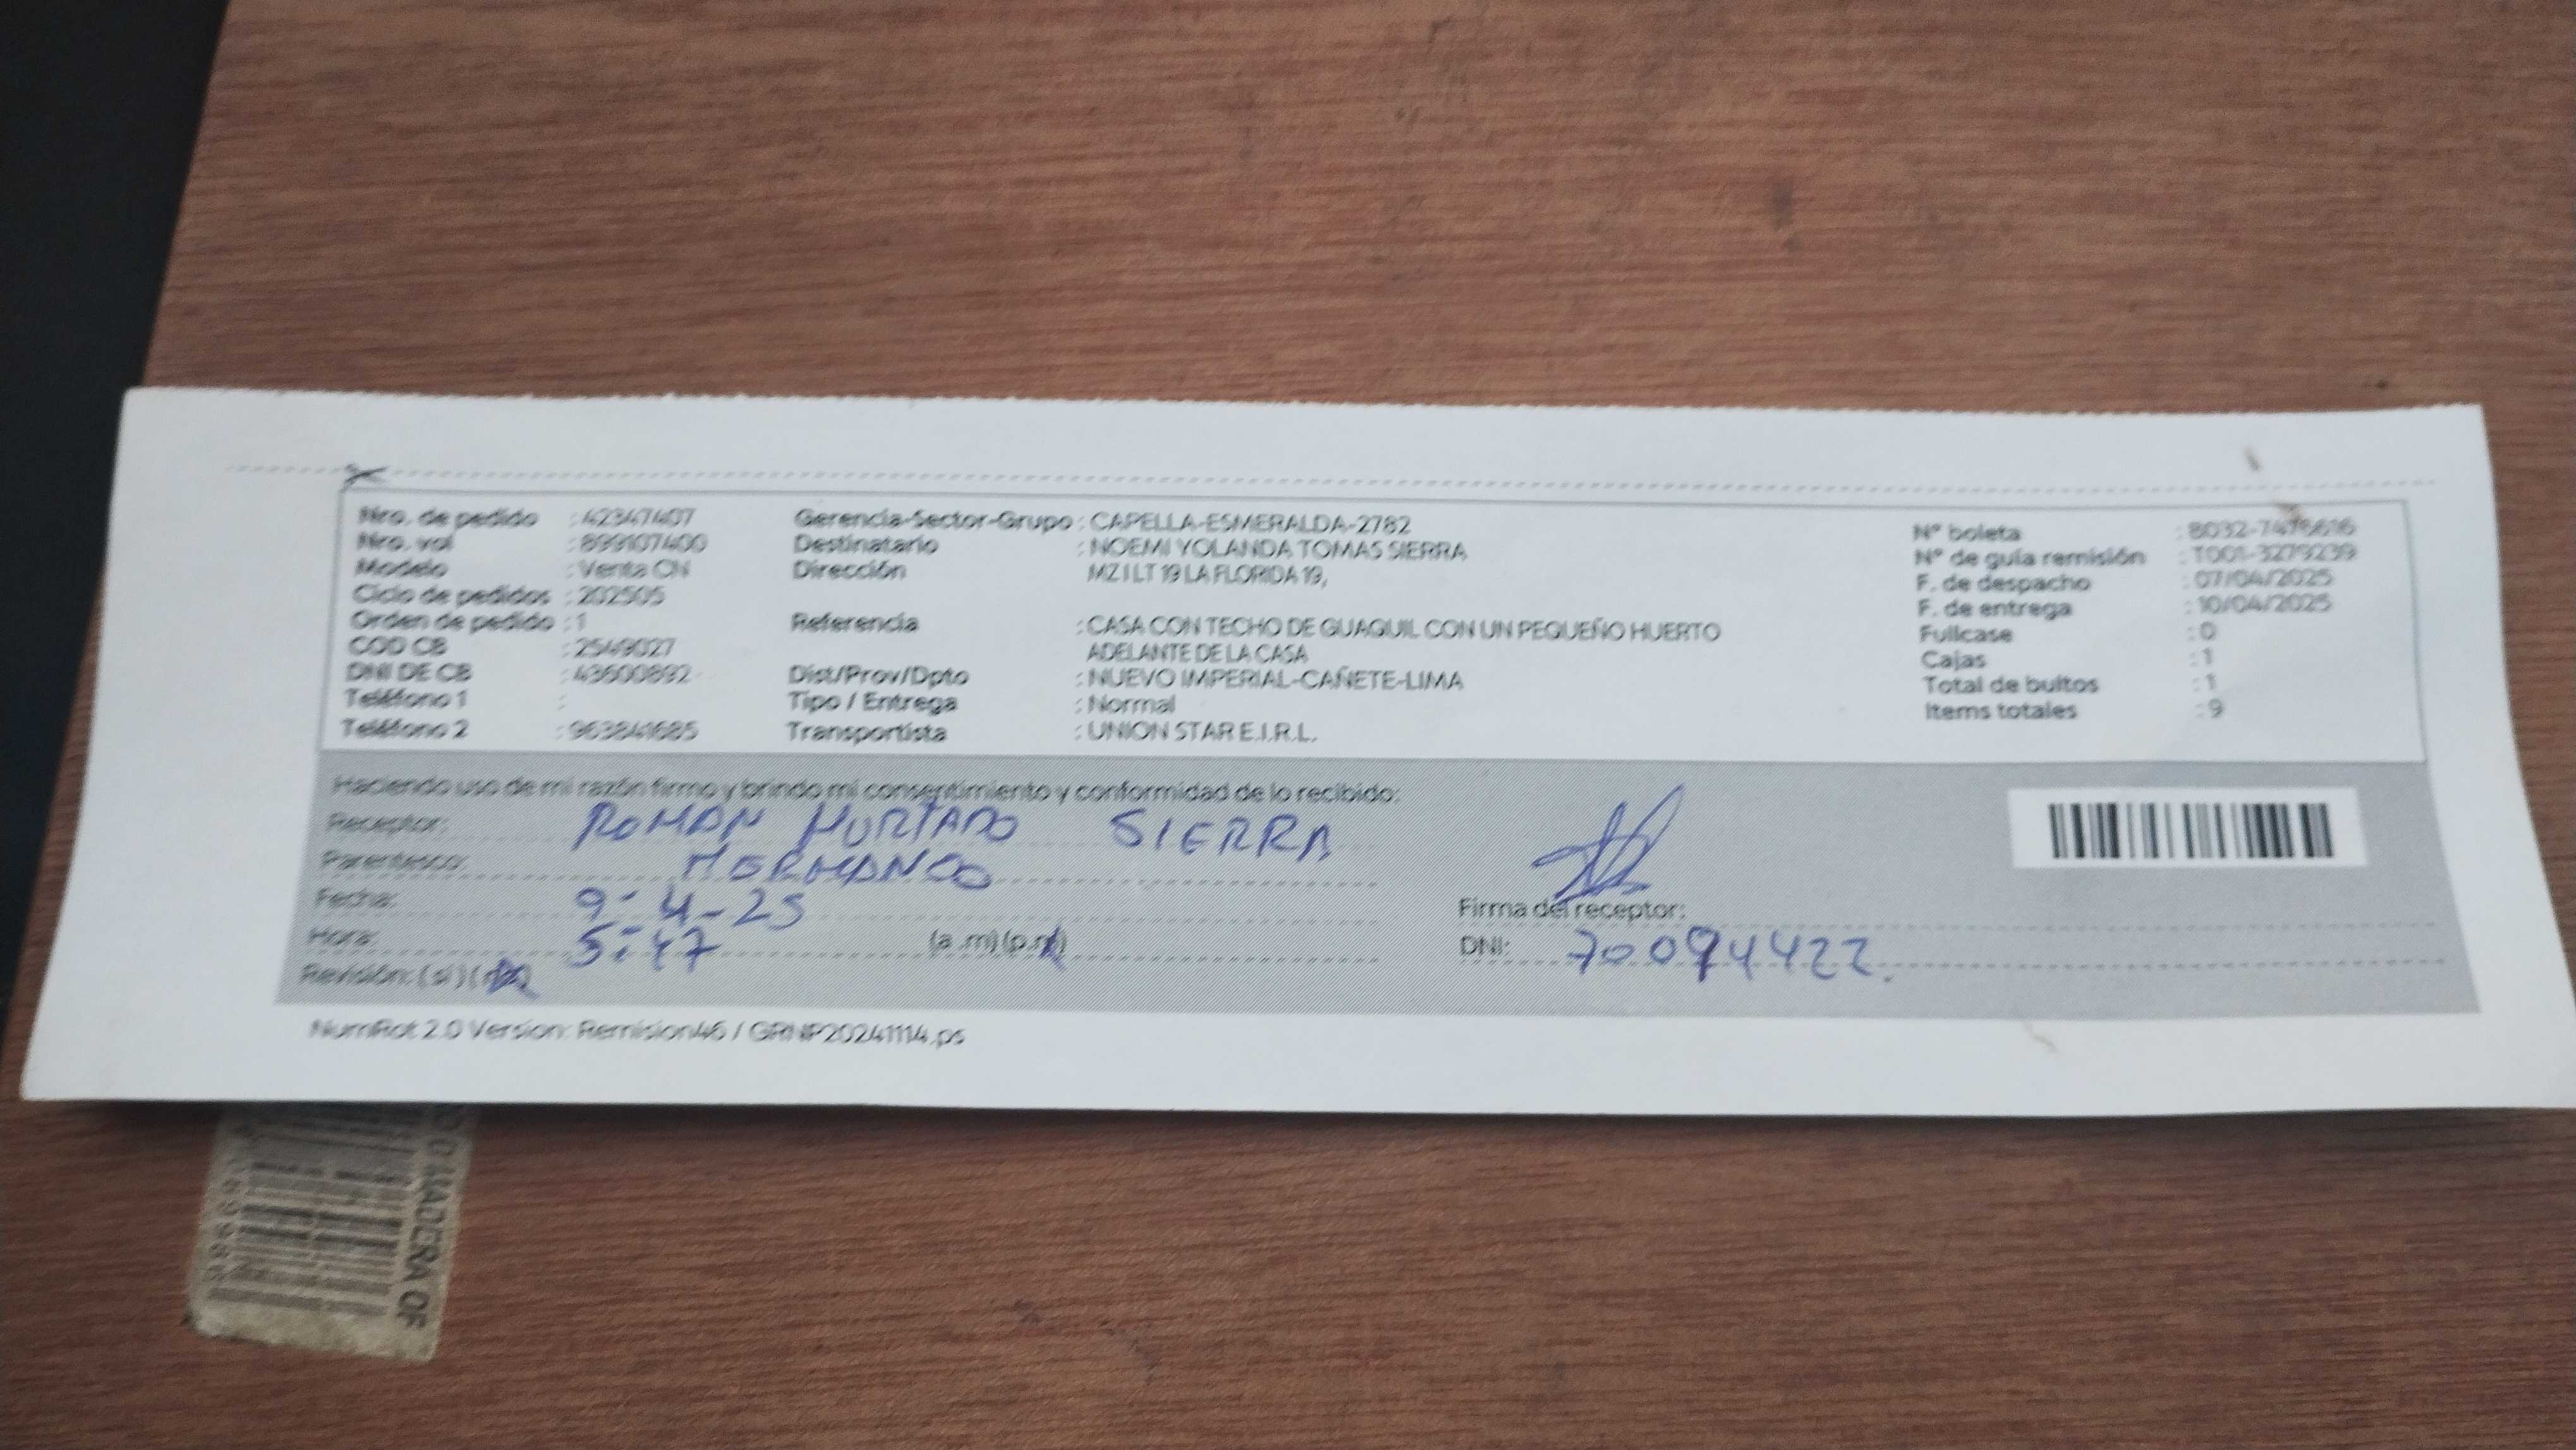 Nro. de pedido : 42347407
Nro. vol : 899107400
Modelo : Venta CN
Ciclo de pedidos : 202505
Orden de pedido : 1
COD CB : 2549027
DNI DE CB : 43600892
Teléfono 1 :
Teléfono 2 : 963841685
Gerencia-Sector-Grupo : CAPELLA-ESMERALDA-2782
Destinatario : NOEMI YOLANDA TOMAS SIERRA
Dirección MZ I LT 19 LA FLORIDA 19,
Referencia : CASA CON TECHO DE GUAQUIL CON UN PEQUEÑO HUERTO
ADELANTE DE LA CASA
Dist/Prov/Dpto : NUEVO IMPERIAL-CAÑETE-LIMA
Tipo / Entrega : Normal
Transportista : UNION STAR E.I.R.L.
N° boleta : B032-
N° de guía remisión : T001-3279239
F. de despacho : 07/04/2025
F. de entrega : 10/04/2025
Fullcase : 0
Cajas : 1
Total de bultos : 1
Items totales : 9
Haciendo uso de mi razón firmo y brindo mi consentimiento y conformidad de lo recibido:
Receptor: ROMAN HURTADO SIERRA
Parentesco: HERMANO
Fecha: 9-4-25
Hora: 5:47 (a.m) (p.m)
Revisión: (si) (no)
Firma del receptor:
DNI: 70094422.
NumRot 2.0 Version: Remision46 / GRNP20241114.ps
MADERA OF